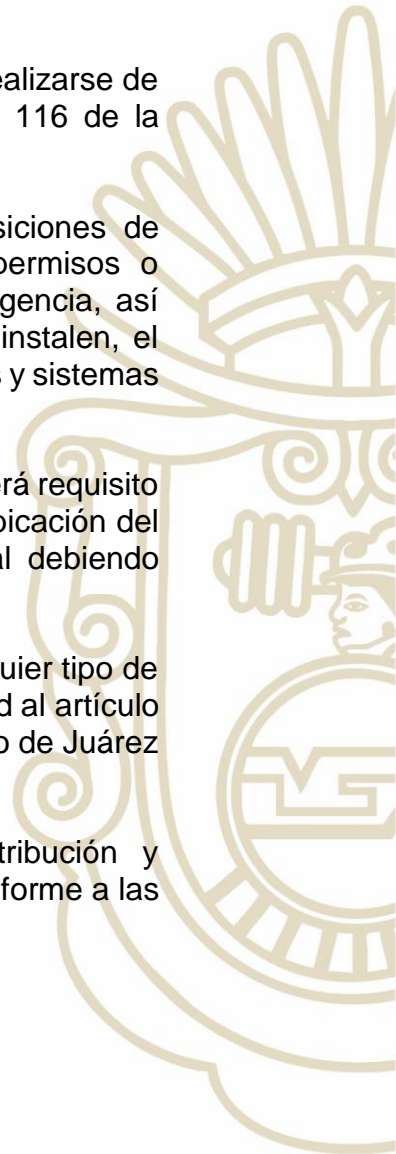 ealizarse de
116 de la
siciones de
permisos o
gencia, así
instalen, el
s y sistemas
erá requisito
bicación del
al debiendo
quier tipo de
d al artículo
o de Juárez
tribución y
forme a las